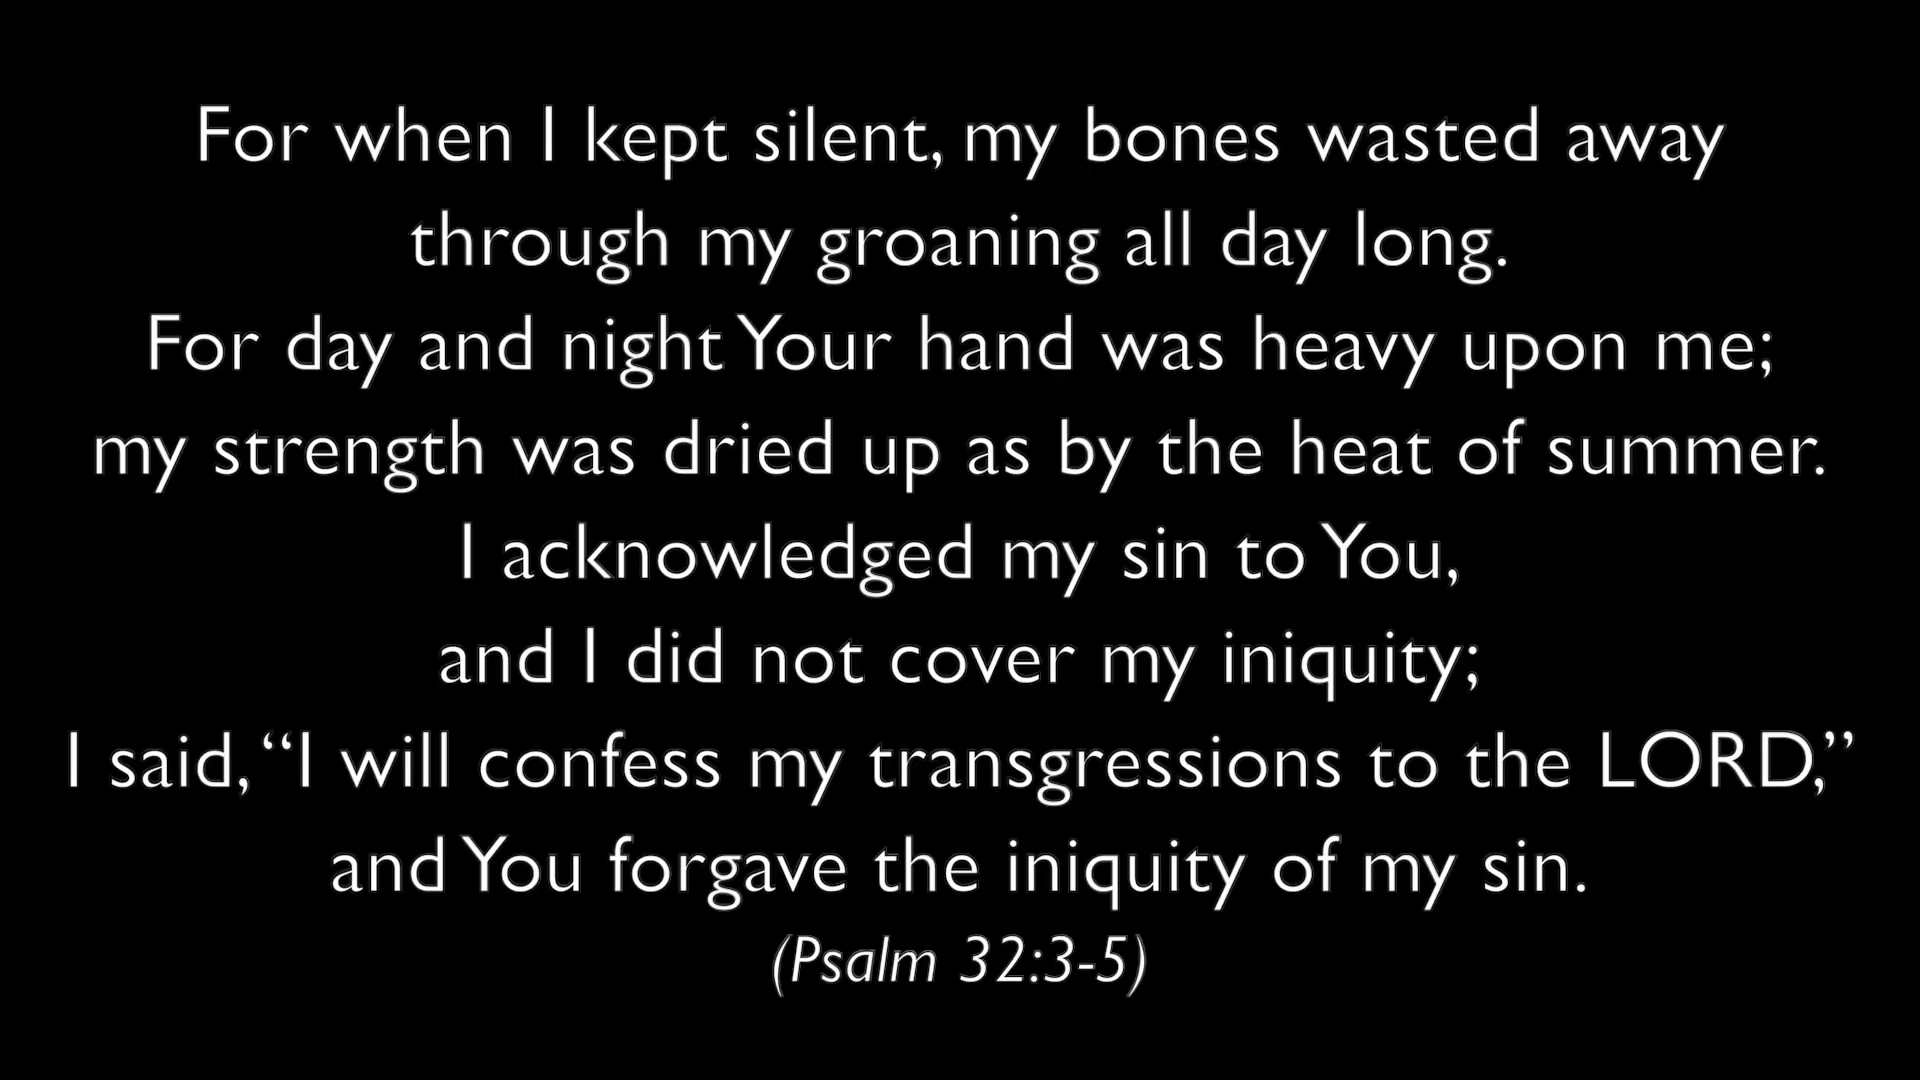 For when I kept silent, my bones wasted away
through my groaning all day long.
For day and night Your hand was heavy upon me;
my strength was dried up as by the heat of summer.
I acknowledged my sin to You,
and I did not cover my iniquity;
I said, “I will confess my transgressions to the LORD,”
and You forgave the iniquity of my sin.
(Psalm 32:3-5)